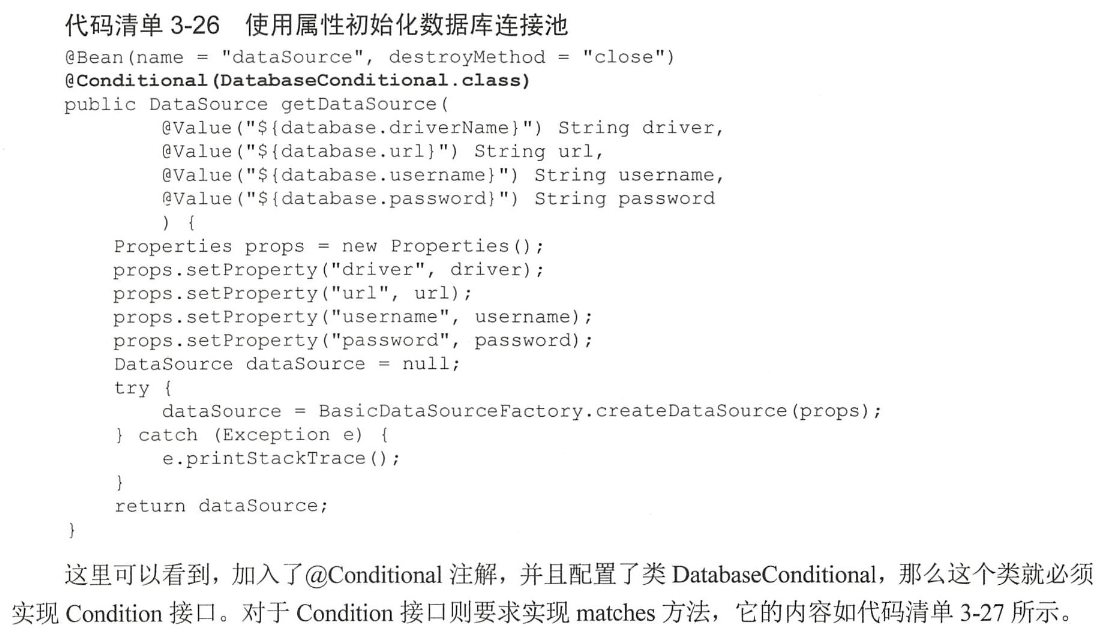 代码清单 3-26　使用属性初始化数据库连接池
@Bean(name = "dataSource", destroyMethod = "close")
@Conditional(DatabaseConditional.class)
public DataSource getDataSource(
        @Value("${database.driverName}") String driver,
        @Value("${database.url}") String url,
        @Value("${database.username}") String username,
        @Value("${database.password}") String password
        ) {
    Properties props = new Properties();
    props.setProperty("driver", driver);
    props.setProperty("url", url);
    props.setProperty("username", username);
    props.setProperty("password", password);
    DataSource dataSource = null;
    try {
        dataSource = BasicDataSourceFactory.createDataSource(props);
    } catch (Exception e) {
        e.printStackTrace();
    }
    return dataSource;
}
这里可以看到，加入了@Conditional 注解，并且配置了类 DatabaseConditional，那么这个类就必须
实现 Condition 接口。对于 Condition 接口则要求实现 matches 方法，它的内容如代码清单 3-27 所示。